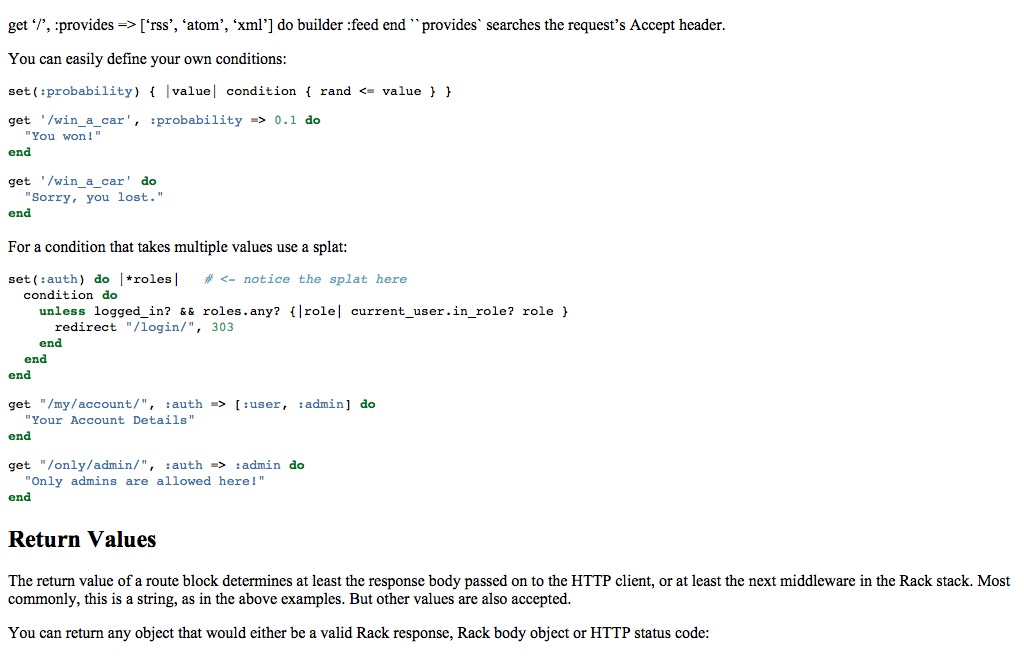 get ‘/’, :provides => [‘rss’, ‘atom’, ‘xml’] do builder :feed end ``provides` searches the request’s Accept header.
You can easily define your own conditions:
set(:probability) { |value| condition { rand <= value } }
get '/win_a_car', :probability => 0.1 do
  "You won!"
end
get '/win_a_car' do
  "Sorry, you lost."
end
For a condition that takes multiple values use a splat:
set(:auth) do |*roles|   # <- notice the splat here
  condition do
    unless logged_in? && roles.any? {|role| current_user.in_role? role }
      redirect "/login/", 303
    end
  end
end
get "/my/account/", :auth => [:user, :admin] do
  "Your Account Details"
end
get "/only/admin/", :auth => :admin do
  "Only admins are allowed here!"
end
Return Values
The return value of a route block determines at least the response body passed on to the HTTP client, or at least the next middleware in the Rack stack. Most
commonly, this is a string, as in the above examples. But other values are also accepted.
You can return any object that would either be a valid Rack response, Rack body object or HTTP status code: